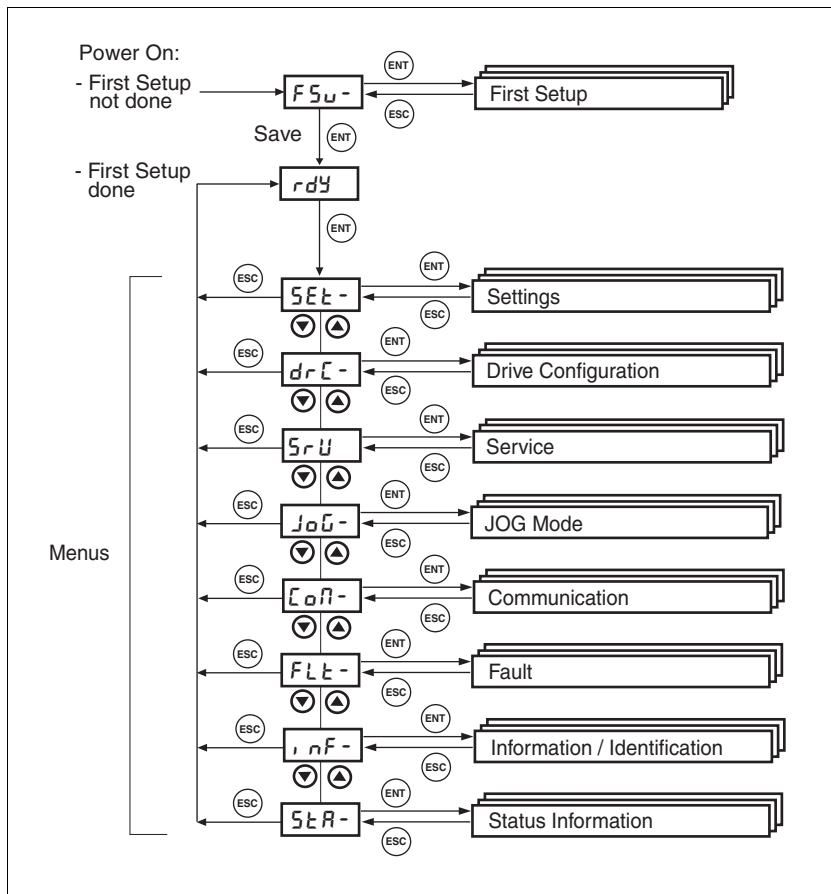 Power On:
- First Setup
not done
FSu-
ENT
ESC
First Setup
Save
ENT
- First Setup
done
rdY
ENT
Menus
ESC
SEt-
ENT
ESC
Settings
ESC
drC-
ENT
ESC
Drive Configuration
ESC
SrU
ENT
ESC
Service
ESC
JoG-
ENT
ESC
JOG Mode
ESC
CoM-
ENT
ESC
Communication
ESC
FLt-
ENT
ESC
Fault
ESC
inF-
ENT
ESC
Information / Identification
ESC
StA-
ENT
ESC
Status Information